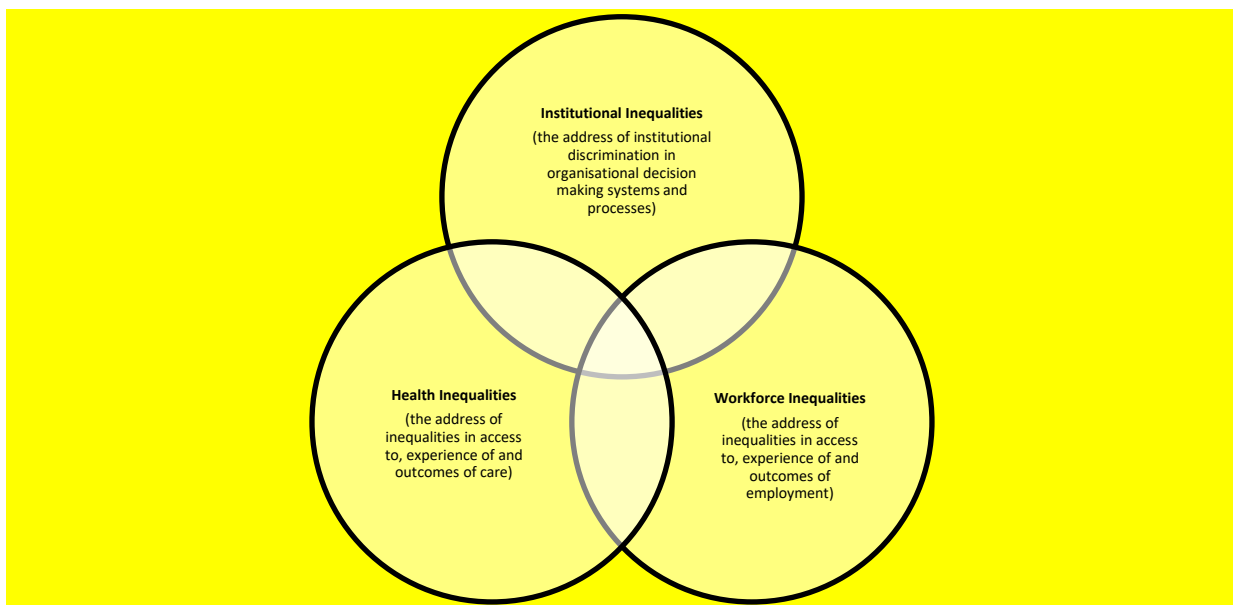 Institutional Inequalities
(the address of institutional
discrimination in
organisational decision
making systems and
processes)
Health Inequalities
(the address of
inequalities in access
to, experience of and
outcomes of care)
Workforce Inequalities
(the address of
inequalities in access
to, experience of and
outcomes of
employment)